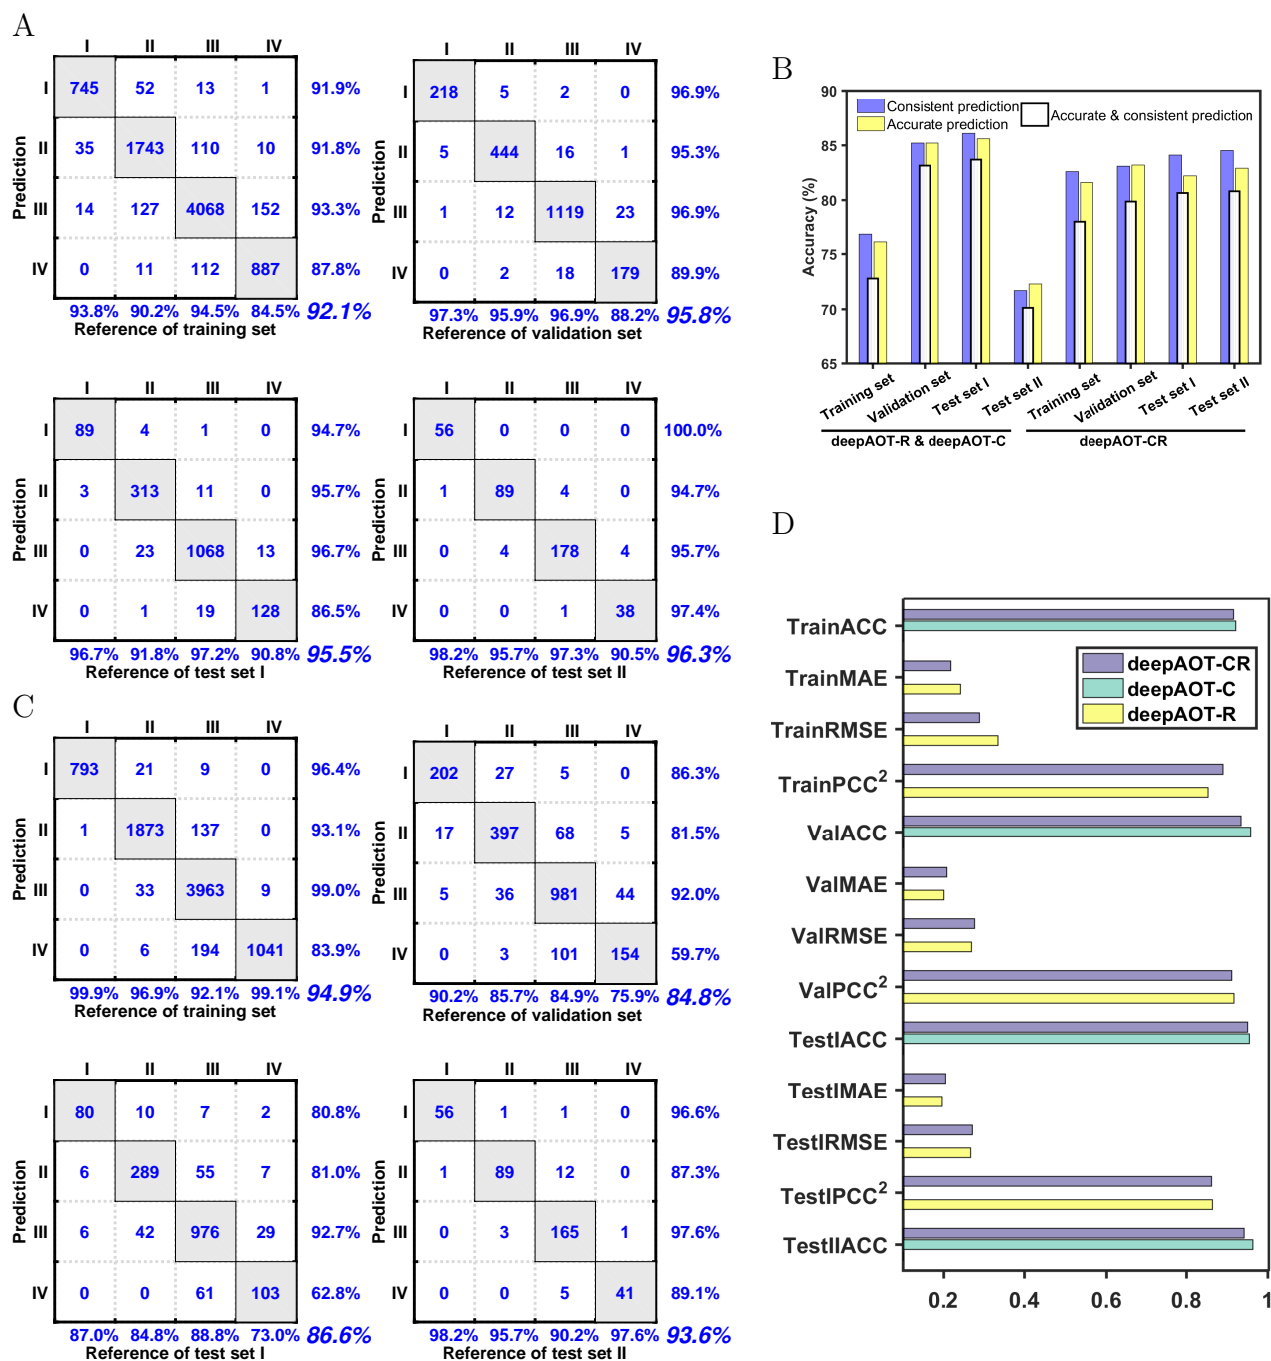 A
I II III IV
I 745 52 13 1 91.9%
II 35 1743 110 10 91.8%
III 14 127 4068 152 93.3%
IV 0 11 112 887 87.8%
93.8% 90.2% 94.5% 84.5% 92.1%
Prediction
Reference of training set
I II III IV
I 218 5 2 0 96.9%
II 5 444 16 1 95.3%
III 1 12 1119 23 96.9%
IV 0 2 18 179 89.9%
97.3% 95.9% 96.9% 88.2% 95.8%
Prediction
Reference of validation set
I II III IV
I 89 4 1 0 94.7%
II 3 313 11 0 95.7%
III 0 23 1068 13 96.7%
IV 0 1 19 128 86.5%
96.7% 91.8% 97.2% 90.8% 95.5%
Prediction
Reference of test set I
I II III IV
I 56 0 0 0 100.0%
II 1 89 4 0 94.7%
III 0 4 178 4 95.7%
IV 0 0 1 38 97.4%
98.2% 95.7% 97.3% 90.5% 96.3%
Prediction
Reference of test set II
B
90
85
80
75
70
65
Accuracy (%)
Consistent prediction
Accurate prediction
Accurate & consistent prediction
Training set
Validation set
Test set I
Test set II
Training set
Validation set
Test set I
Test set II
deepAOT-R & deepAOT-C
deepAOT-CR
C
I II III IV
I 793 21 9 0 96.4%
II 1 1873 137 0 93.1%
III 0 33 3963 9 99.0%
IV 0 6 194 1041 83.9%
99.9% 96.9% 92.1% 99.1% 94.9%
Prediction
Reference of training set
I II III IV
I 202 27 5 0 86.3%
II 17 397 68 5 81.5%
III 5 36 981 44 92.0%
IV 0 3 101 154 59.7%
90.2% 85.7% 84.9% 75.9% 84.8%
Prediction
Reference of validation set
I II III IV
I 80 10 7 2 80.8%
II 6 289 55 7 81.0%
III 6 42 976 29 92.7%
IV 0 0 61 103 62.8%
87.0% 84.8% 88.8% 73.0% 86.6%
Prediction
Reference of test set I
I II III IV
I 56 1 1 0 96.6%
II 1 89 12 0 87.3%
III 0 3 165 1 97.6%
IV 0 0 5 41 89.1%
98.2% 95.7% 90.2% 97.6% 93.6%
Prediction
Reference of test set II
D
TrainACC
TrainMAE
TrainRMSE
TrainPCC²
ValACC
ValMAE
ValRMSE
ValPCC²
TestIACC
TestIMAE
TestIRMSE
TestIPCC²
TestIIACC
deepAOT-CR
deepAOT-C
deepAOT-R
0.2 0.4 0.6 0.8 1